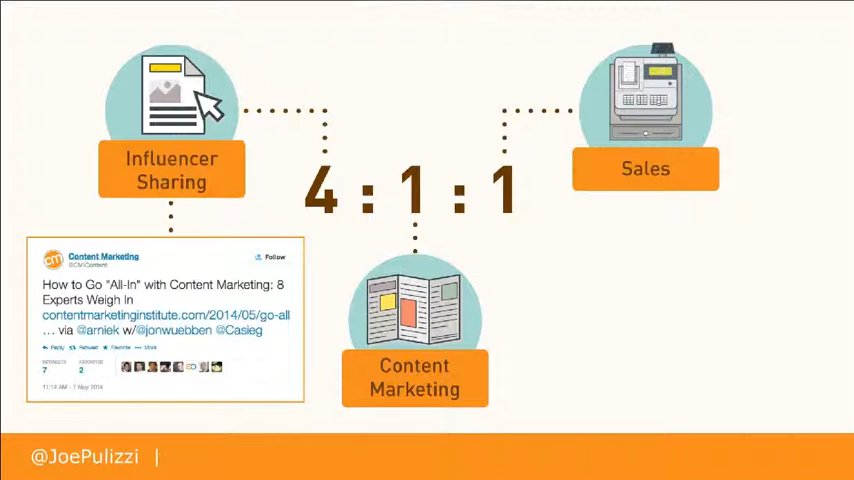 Influencer
Sharing
Sales
4 : 1 : 1
cm
Content Marketing
@CMIContent
Follow
How to Go "All-In" with Content Marketing: 8
Experts Weigh In
contentmarketinginstitute.com/2014/05/go-all
... via @arniek w/@jonwuebben @Casieg
Reply Retweet Favorite ••• More
RETWEETS FAVORITES
7 2
11:14 AM - 7 May 2014
Content
Marketing
@JoePulizzi |